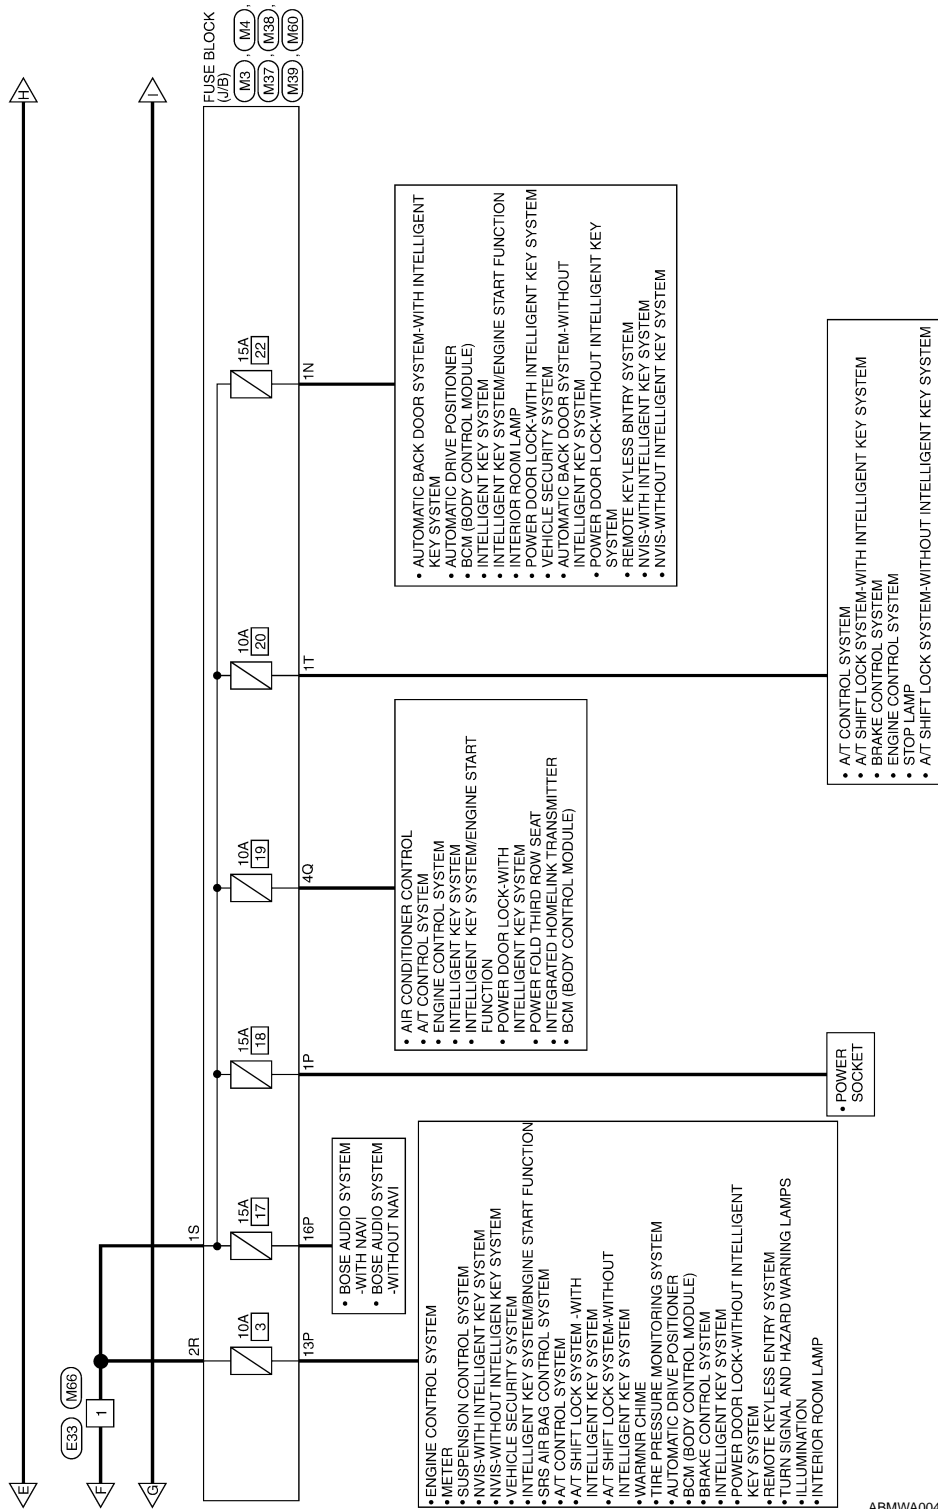 E
H
F
1
E33
M66
G
I
FUSE BLOCK
(J/B)
M3 , M4 ,
M37 , M38 ,
M39 , M60
2R
1S
10A
3
15A
17
15A
18
10A
19
10A
20
15A
22
13P
16P
1P
4Q
1T
1N
• ENGINE CONTROL SYSTEM
• METER
• SUSPENSION CONTROL SYSTEM
• NVIS-WITH INTELLIGENT KEY SYSTEM
• NVIS-WITHOUT INTELLIGEN KEY SYSTEM
• VEHICLE SECURITY SYSTEM
• INTELLIGENT KEY SYSTEM/BNGINE START FUNCTION
• SRS AIR BAG CONTROL SYSTEM
• A/T CONTROL SYSTEM
• A/T SHIFT LOCK SYSTEM -WITH
INTELLIGENT KEY SYSTEM
• A/T SHIFT LOCK SYSTEM-WITHOUT
INTELLIGENT KEY SYSTEM
• WARMNR CHIME
• TIRE PRESSURE MONITORING SYSTEM
• AUTOMATIC DRIVE POSITIONER
• BCM (BODY CONTROL MODULE)
• BRAKE CONTROL SYSTEM
• INTELLIGENT KEY SYSTEM
• POWER DOOR LOCK-WITHOUT INTELLIGENT
KEY SYSTEM
• REMOTE KEYLESS ENTRY SYSTEM
• TURN SIGNAL AND HAZARD WARNING LAMPS
• ILLUMINATION
• INTERIOR ROOM LAMP
• BOSE AUDIO SYSTEM
-WITH NAVI
• BOSE AUDIO SYSTEM
-WITHOUT NAVI
• POWER
SOCKET
• AIR CONDITIONER CONTROL
• A/T CONTROL SYSTEM
• ENGINE CONTROL SYSTEM
• INTELLIGENT KEY SYSTEM
• INTELLIGENT KEY SYSTEM/ENGINE START
FUNCTION
• POWER DOOR LOCK-WITH
INTELLIGENT KEY SYSTEM
• POWER FOLD THIRD ROW SEAT
• INTEGRATED HOMELINK TRANSMITTER
• BCM (BODY CONTROL MODULE)
• A/T CONTROL SYSTEM
• A/T SHIFT LOCK SYSTEM-WITH INTELLIGENT KEY SYSTEM
• BRAKE CONTROL SYSTEM
• ENGINE CONTROL SYSTEM
• STOP LAMP
• A/T SHIFT LOCK SYSTEM-WITHOUT INTELLIGENT KEY SYSTEM
• AUTOMATIC BACK DOOR SYSTEM-WITH INTELLIGENT
KEY SYSTEM
• AUTOMATIC DRIVE POSITIONER
• BCM (BODY CONTROL MODULE)
• INTELLIGENT KEY SYSTEM
• INTELLIGENT KEY SYSTEM/ENGINE START FUNCTION
• INTERIOR ROOM LAMP
• POWER DOOR LOCK-WITH INTELLIGENT KEY SYSTEM
• VEHICLE SECURITY SYSTEM
• AUTOMATIC BACK DOOR SYSTEM-WITHOUT
INTELLIGENT KEY SYSTEM
• POWER DOOR LOCK-WITHOUT INTELLIGENT KEY
SYSTEM
• REMOTE KEYLESS BNTRY SYSTEM
• NVIS-WITH INTELLIGENT KEY SYSTEM
• NVIS-WITHOUT INTELLIGENT KEY SYSTEM